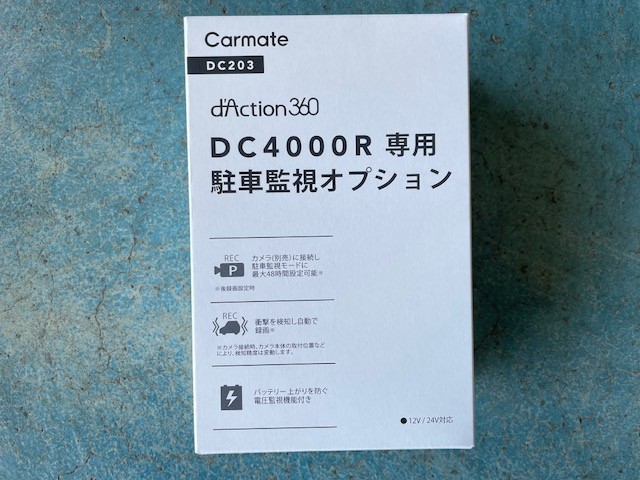 Carmate
DC203
d'Action360
DC4000R 専用
駐車監視オプション
REC
P
カメラ(別売)に接続し
駐車監視モードに
最大48時間設定可能※
※後録画設定時
REC
衝撃を検知し自動で
録画※
※カメラ接続時、カメラ本体の取付位置など
により、検知精度は変動します。
バッテリー上がりを防ぐ
電圧監視機能付き
●12V / 24V対応